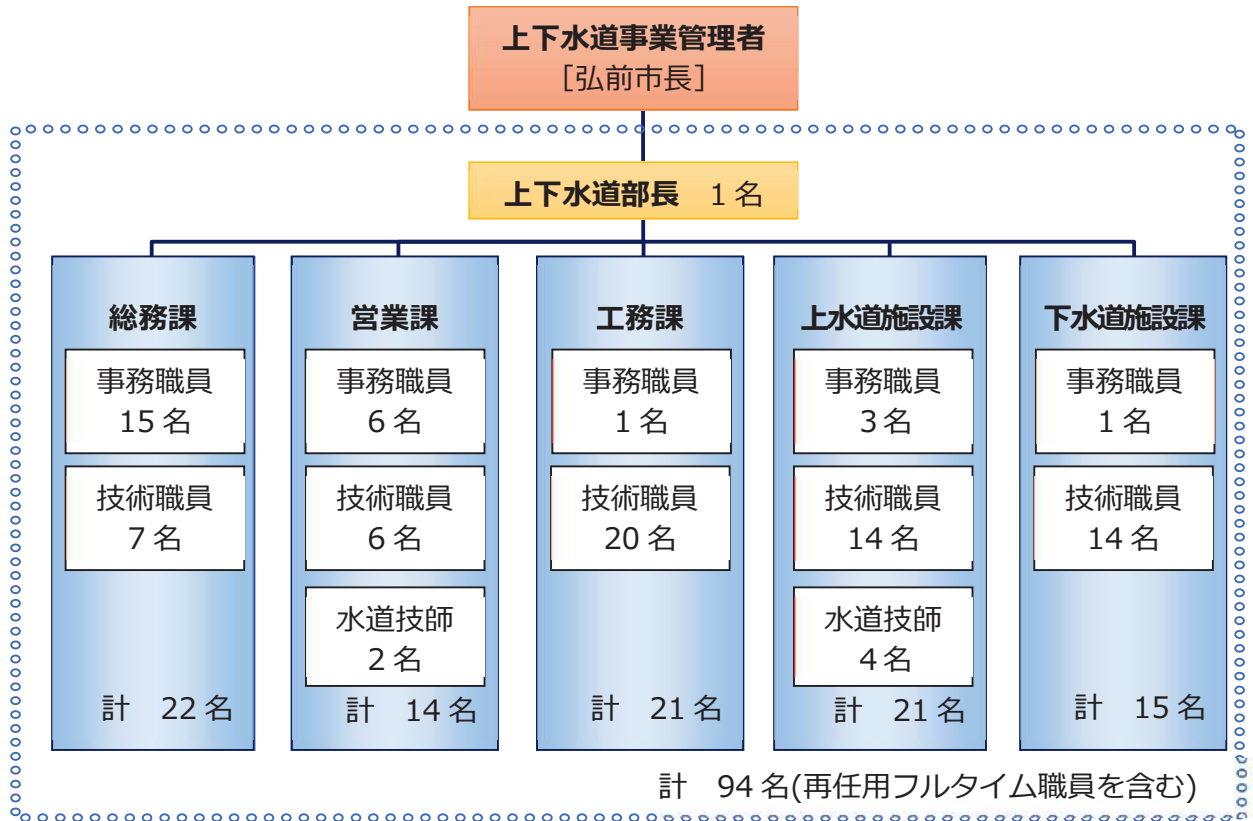 上下水道事業管理者
［弘前市長］
上下水道部長　1名
総務課
事務職員
15名
技術職員
7名
計　22名
営業課
事務職員
6名
技術職員
6名
水道技師
2名
計　14名
工務課
事務職員
1名
技術職員
20名
計　21名
上水道施設課
事務職員
3名
技術職員
14名
水道技師
4名
計　21名
下水道施設課
事務職員
1名
技術職員
14名
計　15名
計　94名(再任用フルタイム職員を含む)